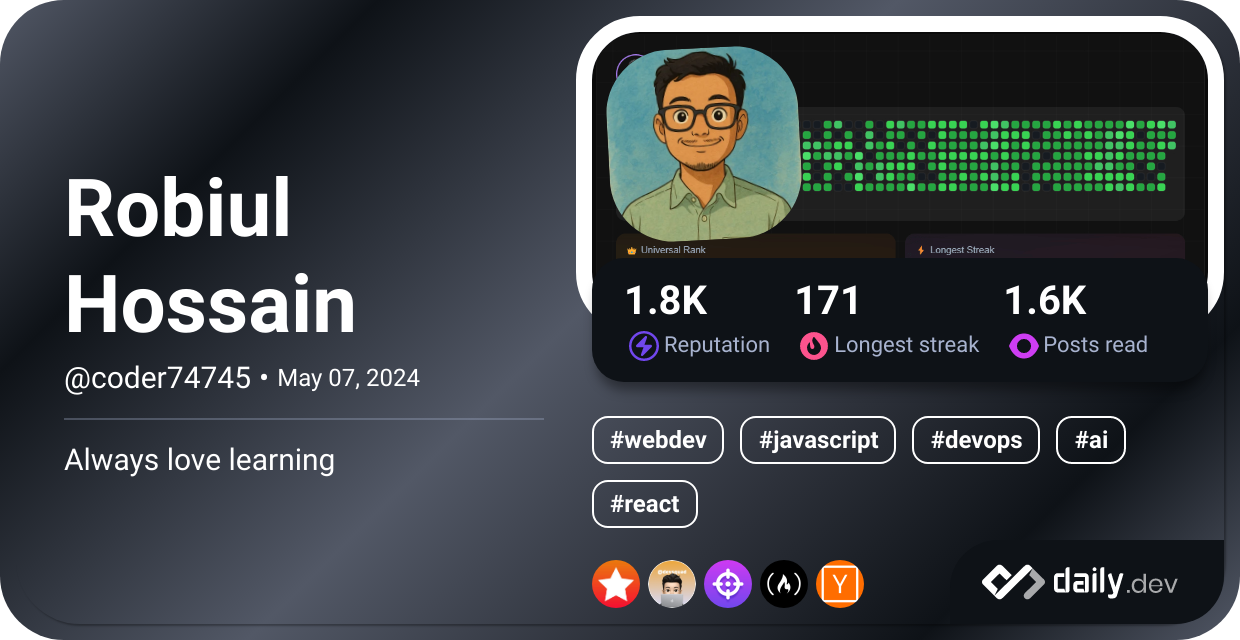 Robiul
Hossain
@coder74745 • May 07, 2024
Always love learning
Universal Rank
Longest Streak
1.8K
171
1.6K
Reputation
Longest streak
Posts read
#webdev
#javascript
#devops
#ai
#react
Y
daily.dev